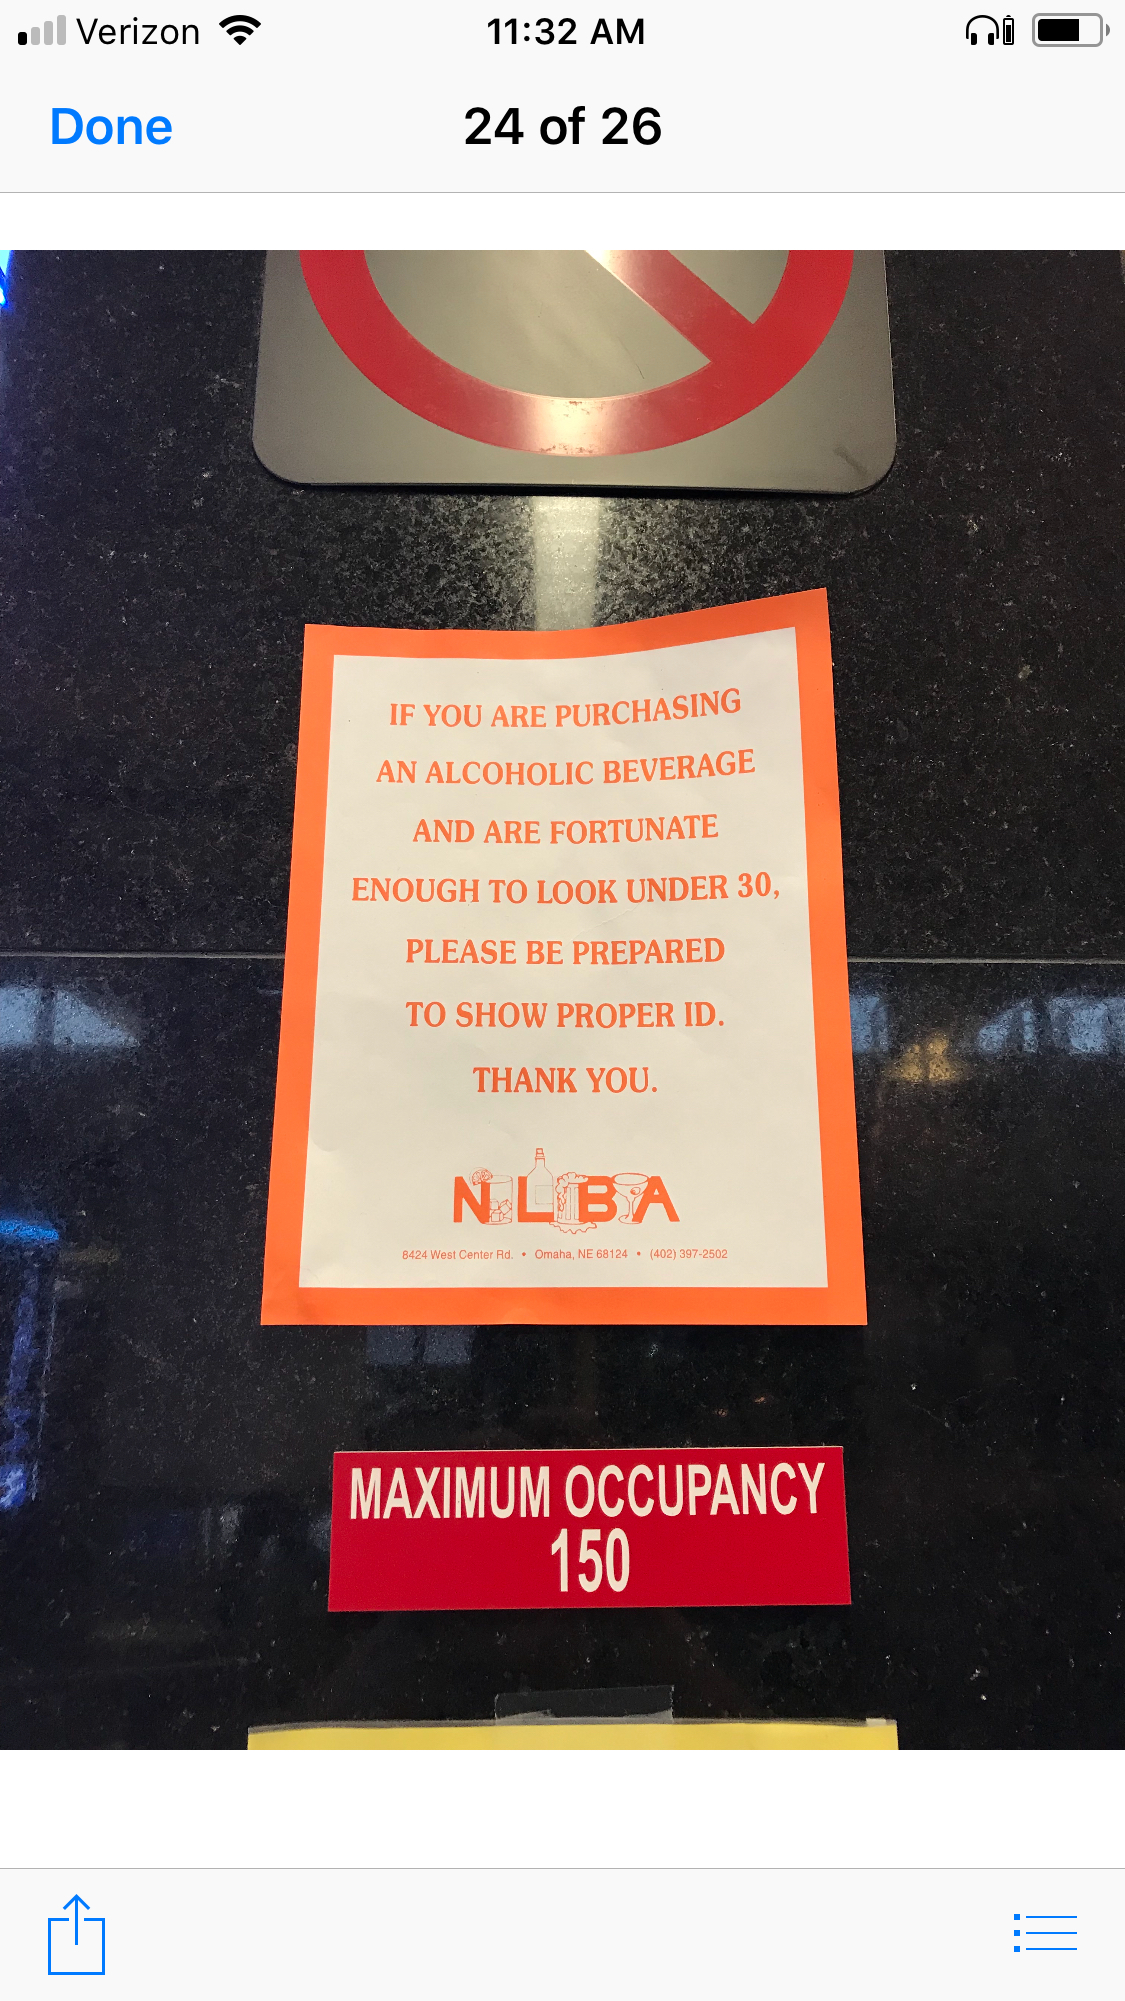 Verizon 11:32 AM
Done 24 of 26
IF YOU ARE PURCHASING
AN ALCOHOLIC BEVERAGE
AND ARE FORTUNATE
ENOUGH TO LOOK UNDER 30,
PLEASE BE PREPARED
TO SHOW PROPER ID.
THANK YOU.
NLBA
8424 West Center Rd. • Omaha, NE 68124 • (402) 397-2502
MAXIMUM OCCUPANCY
150